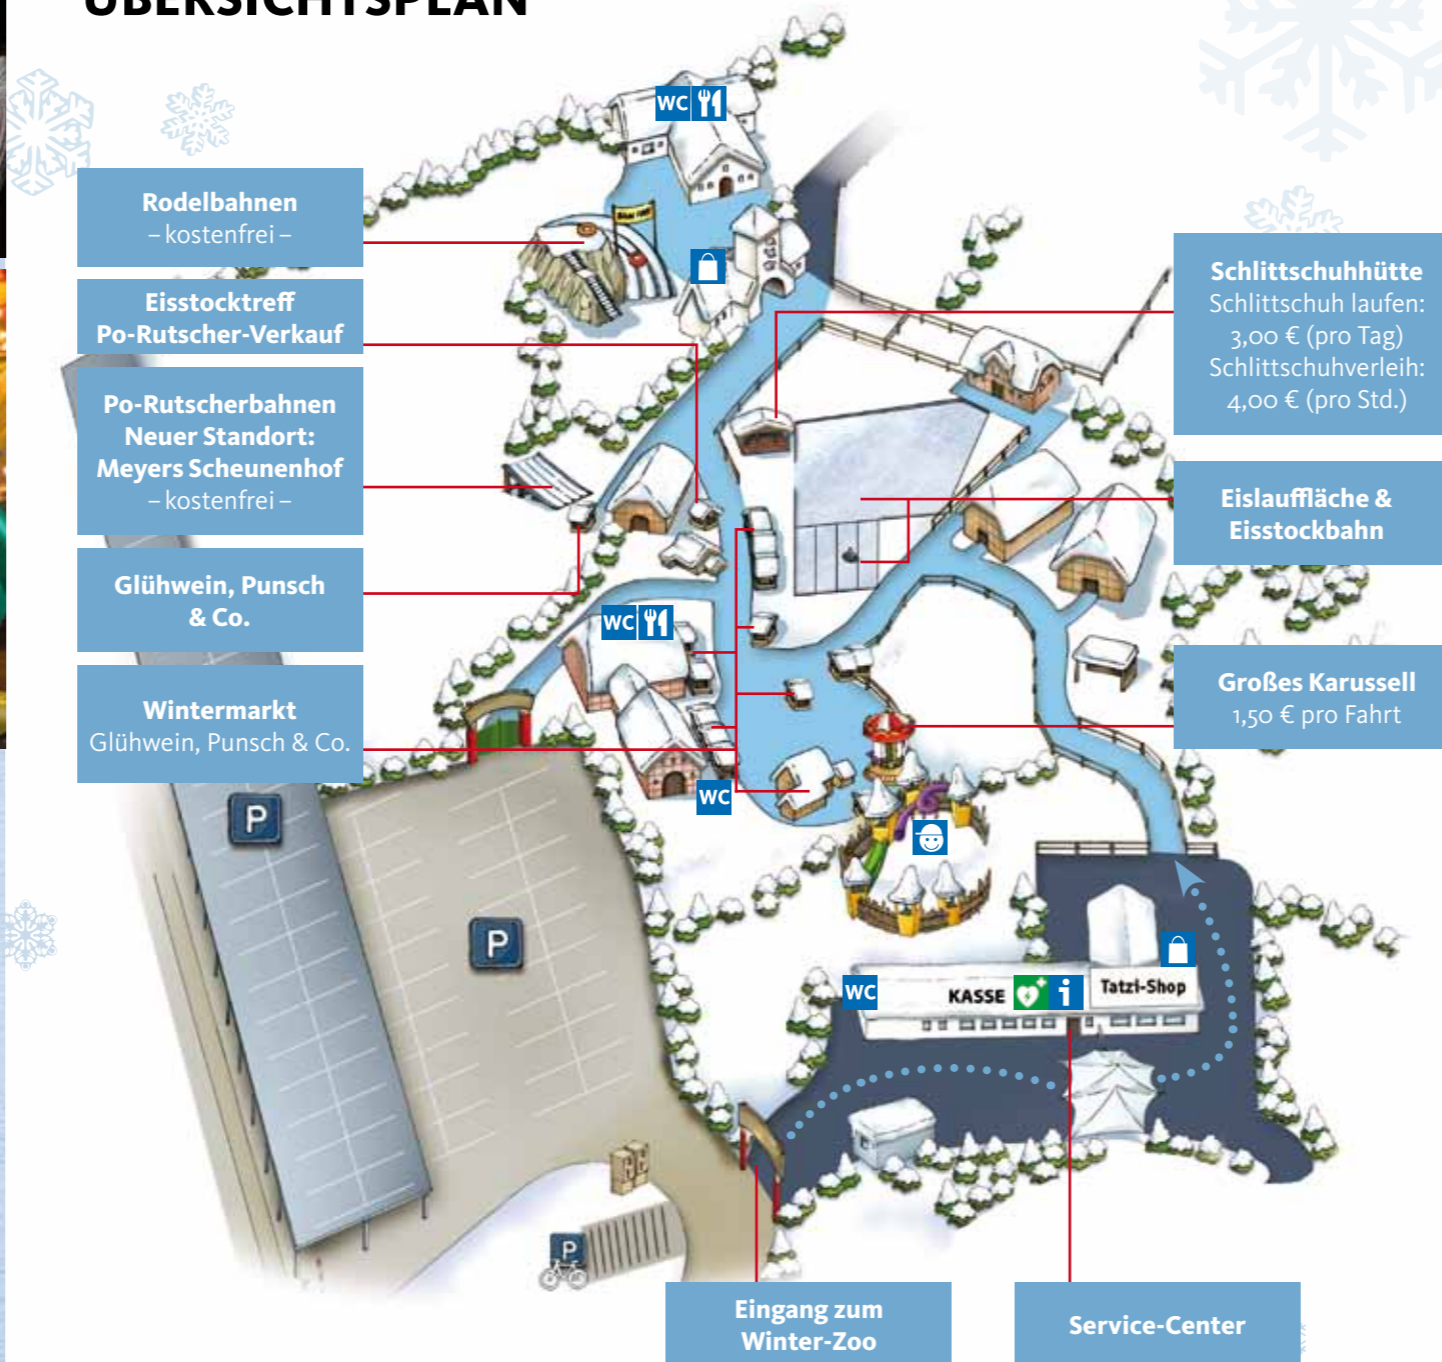 ÜBERSICHTSPLAN
WC
Rodelbahnen
– kostenfrei –
Eisstocktreff
Po-Rutscher-Verkauf
Po-Rutscherbahnen
Neuer Standort:
Meyers Scheunenhof
– kostenfrei –
Glühwein, Punsch
& Co.
Wintermarkt
Glühwein, Punsch & Co.
Schlittschuhhütte
Schlittschuh laufen:
3,00 € (pro Tag)
Schlittschuhverleih:
4,00 € (pro Std.)
Eislauffläche &
Eisstockbahn
Großes Karussell
1,50 € pro Fahrt
WC
WC
P
P
WC
KASSE
i
Tatzi-Shop
P
Eingang zum
Winter-Zoo
Service-Center